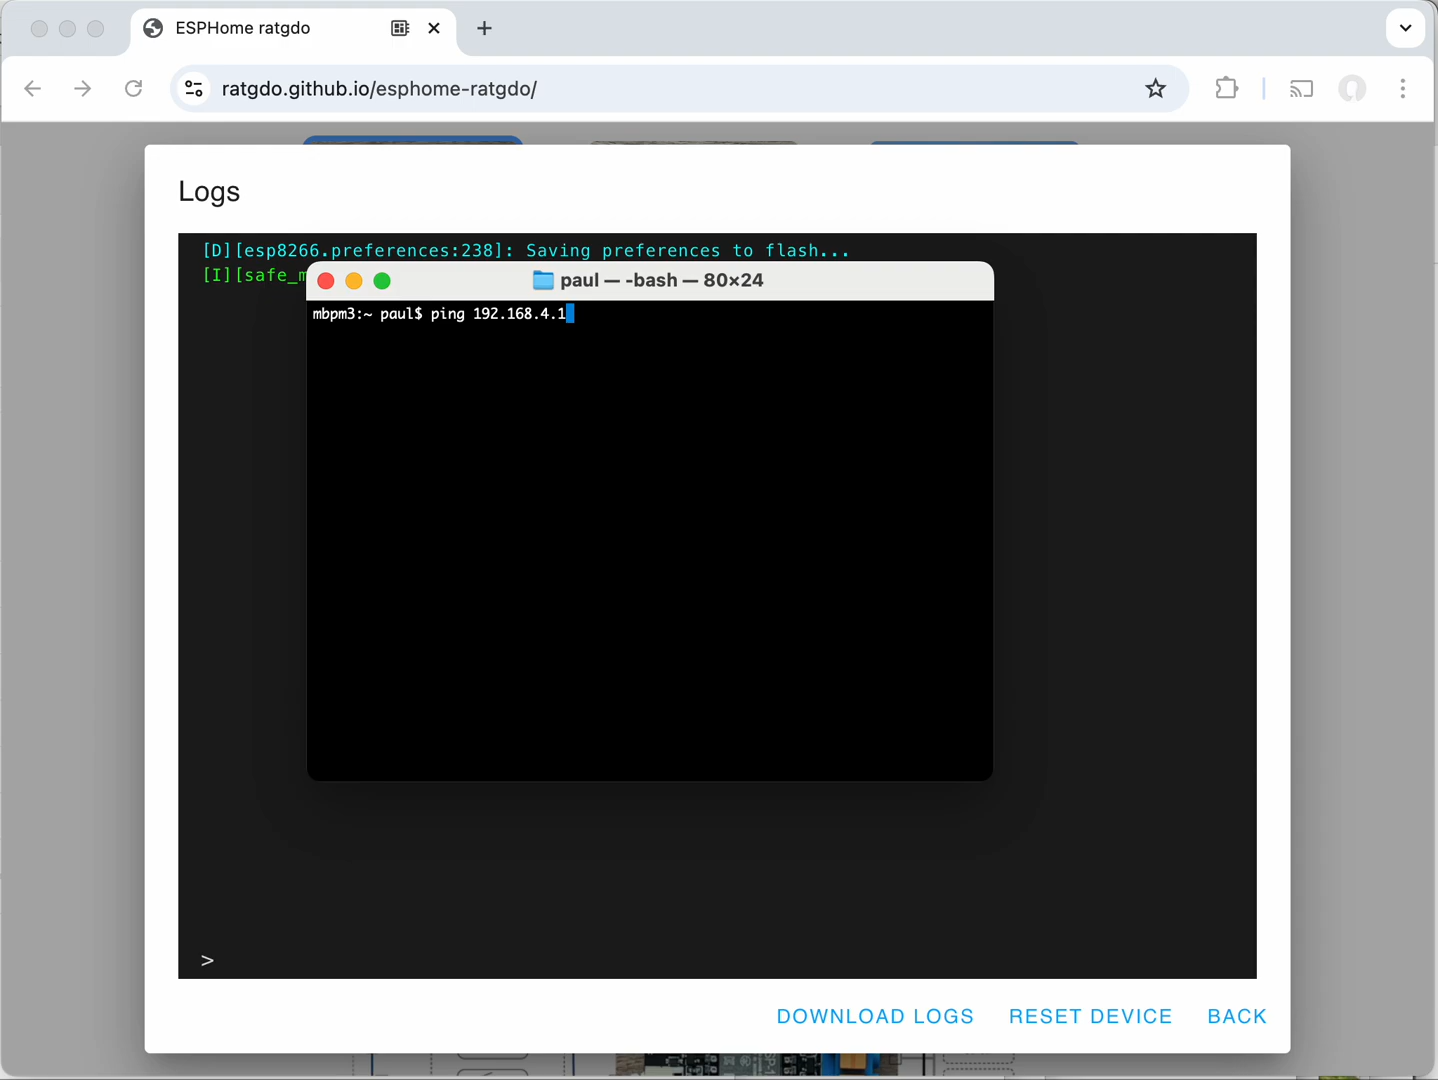 ESPHome ratgdo
ratgdo.github.io/esphome-ratgdo/
Logs
[D][esp8266.preferences:238]: Saving preferences to flash...
[I][safe_m
paul — -bash — 80×24
mbpm3:~ paul$ ping 192.168.4.1
>
DOWNLOAD LOGS RESET DEVICE BACK